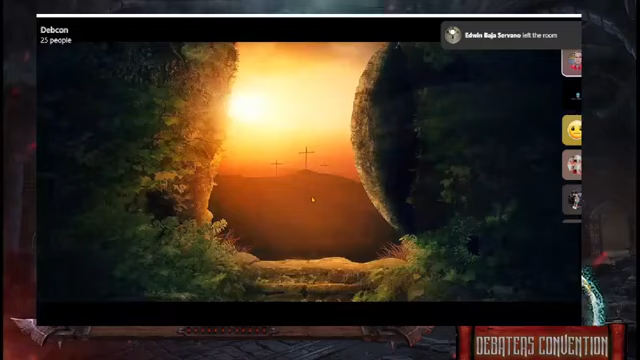 Debcon
25 people
Edwin Baja Servano left the room
DEBATERS CONVENTION